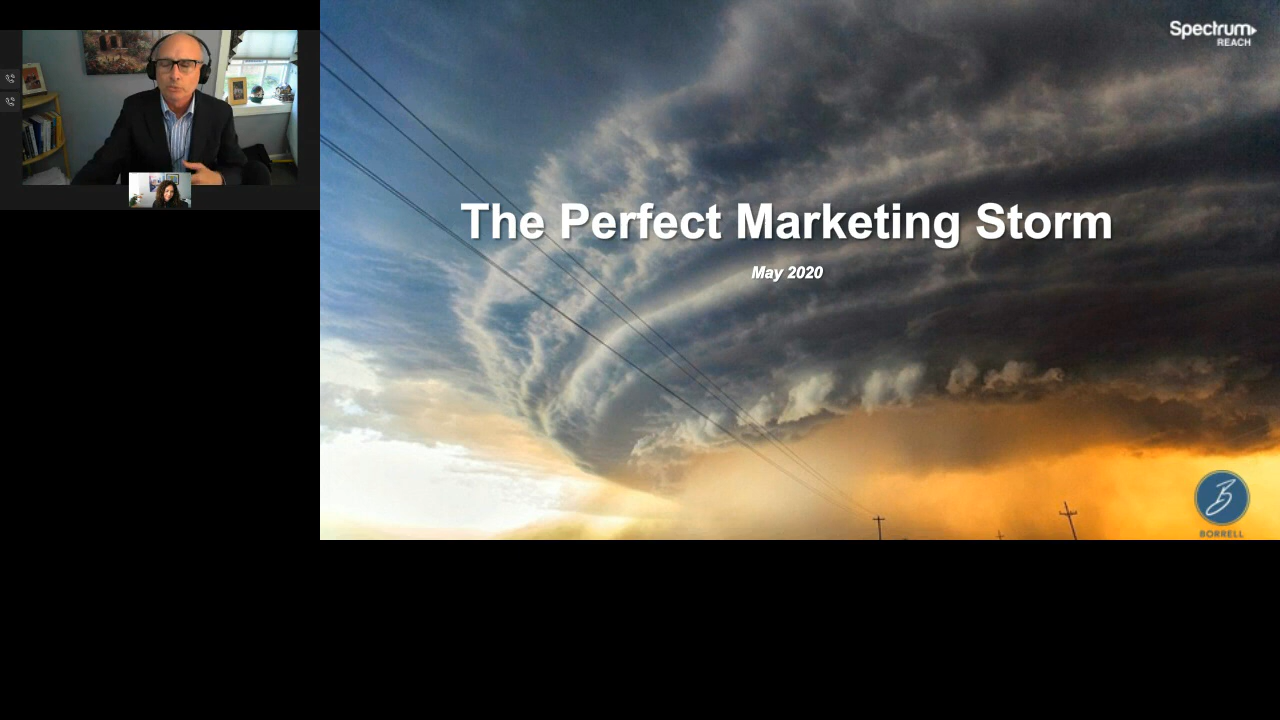 Spectrum
REACH
The Perfect Marketing Storm
May 2020
BORRELL